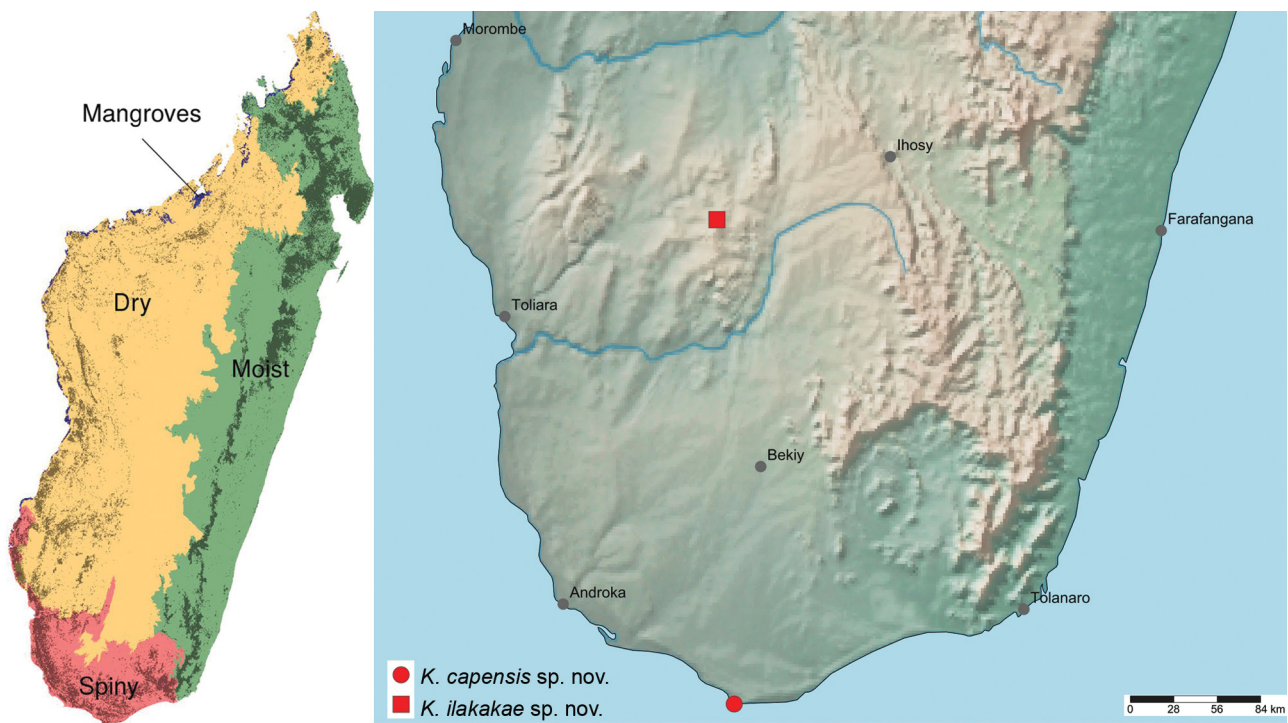 Mangroves
Dry
Moist
Spiny
Morombe
Ihosy
Farafangana
Toliara
Bekiy
Androka
Tolanaro
K. capensis sp. nov.
K. ilakakae sp. nov.
0 28 56 84 km